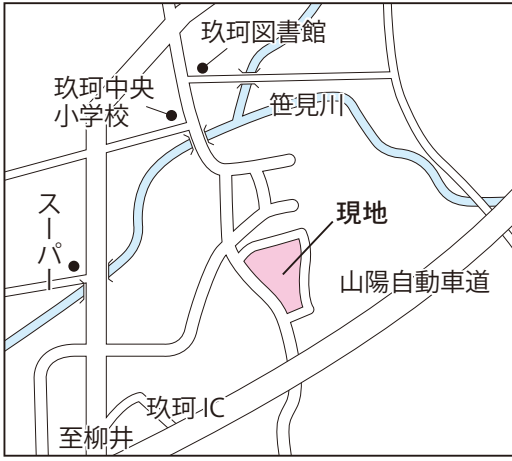 玖珂図書館
玖珂中央
小学校
笹見川
スーパー
現地
山陽自動車道
玖珂IC
至柳井